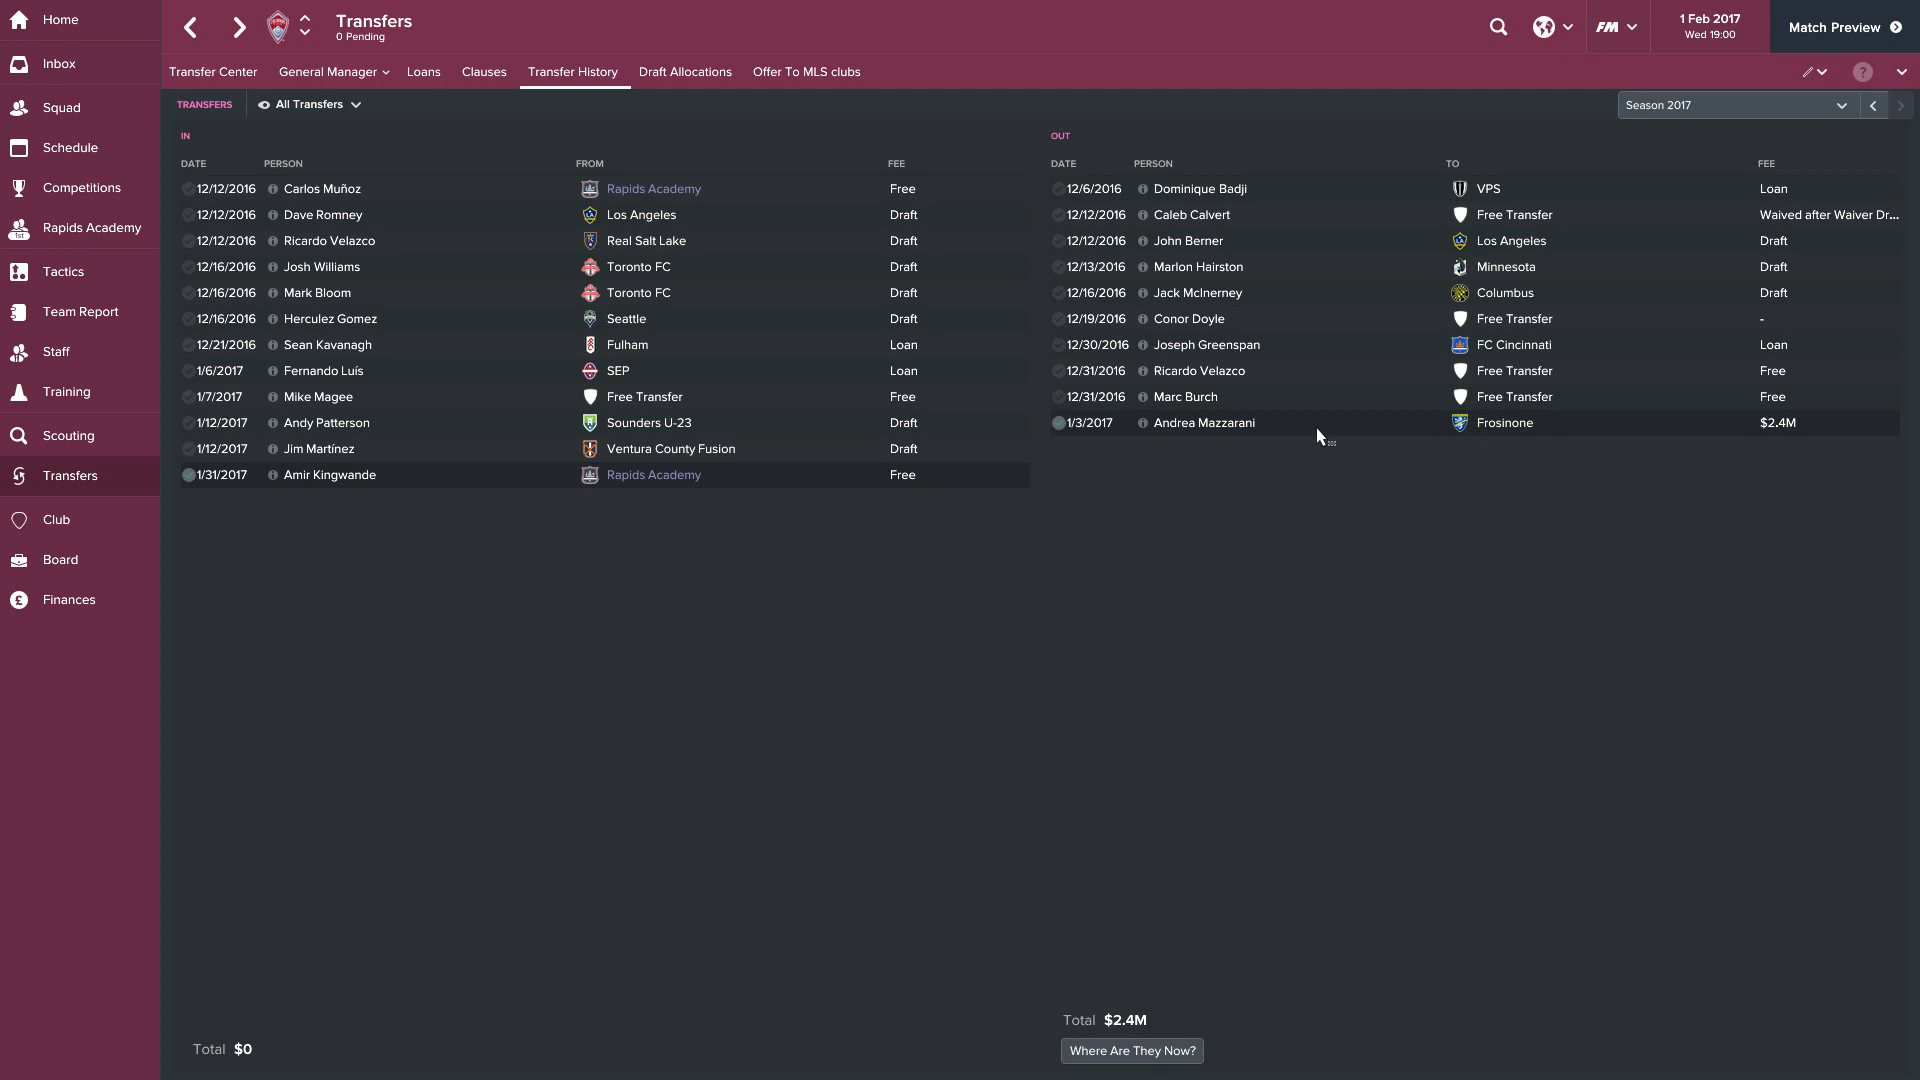 Home
Inbox
Squad
Schedule
Competitions
1st Rapids Academy
Tactics
Team Report
Staff
Training
Scouting
Transfers
Club
Board
£ Finances
Transfers
0 Pending
FM
1 Feb 2017
Wed 19:00
Match Preview
Transfer Center General Manager Loans Clauses Transfer History Draft Allocations Offer To MLS clubs ?
TRANSFERS All Transfers Season 2017
IN
DATE PERSON FROM FEE
12/12/2016 Carlos Muñoz Rapids Academy Free
12/12/2016 Dave Romney Los Angeles Draft
12/12/2016 Ricardo Velazco Real Salt Lake Draft
12/16/2016 Josh Williams Toronto FC Draft
12/16/2016 Mark Bloom Toronto FC Draft
12/16/2016 Herculez Gomez Seattle Draft
12/21/2016 Sean Kavanagh Fulham Loan
1/6/2017 Fernando Luís SEP Loan
1/7/2017 Mike Magee Free Transfer Free
1/12/2017 Andy Patterson Sounders U-23 Draft
1/12/2017 Jim Martínez Ventura County Fusion Draft
1/31/2017 Amir Kingwande Rapids Academy Free
Total $0
OUT
DATE PERSON TO FEE
12/6/2016 Dominique Badji VPS Loan
12/12/2016 Caleb Calvert Free Transfer Waived after Waiver Dr...
12/12/2016 John Berner Los Angeles Draft
12/13/2016 Marlon Hairston Minnesota Draft
12/16/2016 Jack McInerney Columbus Draft
12/19/2016 Conor Doyle Free Transfer -
12/30/2016 Joseph Greenspan FC Cincinnati Loan
12/31/2016 Ricardo Velazco Free Transfer Free
12/31/2016 Marc Burch Free Transfer Free
1/3/2017 Andrea Mazzarani Frosinone $2.4M
Total $2.4M
Where Are They Now?